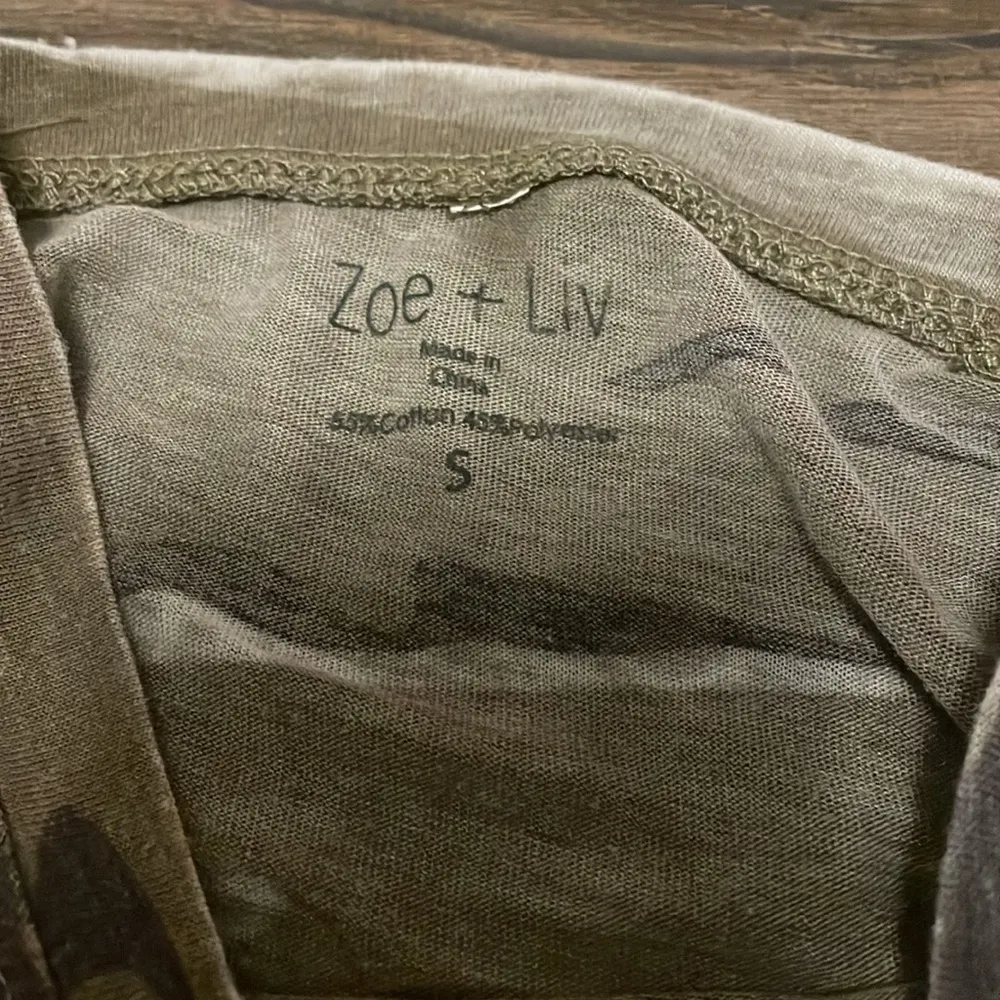 Zoe + Liv
Made in
China
55%Cotton 45%Polyester
S